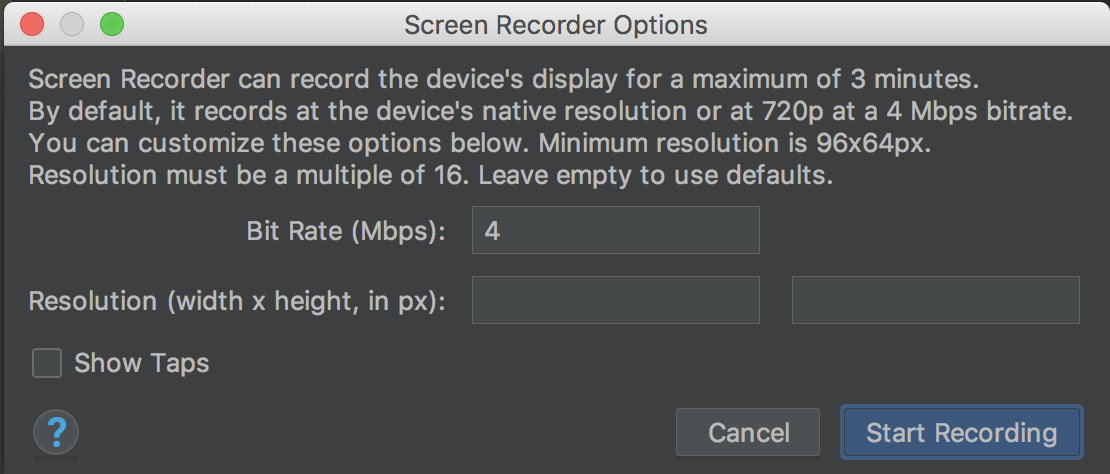 Screen Recorder Options
Screen Recorder can record the device's display for a maximum of 3 minutes.
By default, it records at the device's native resolution or at 720p at a 4 Mbps bitrate.
You can customize these options below. Minimum resolution is 96x64px.
Resolution must be a multiple of 16. Leave empty to use defaults.
Bit Rate (Mbps): 4
Resolution (width x height, in px):
Show Taps
? Cancel Start Recording